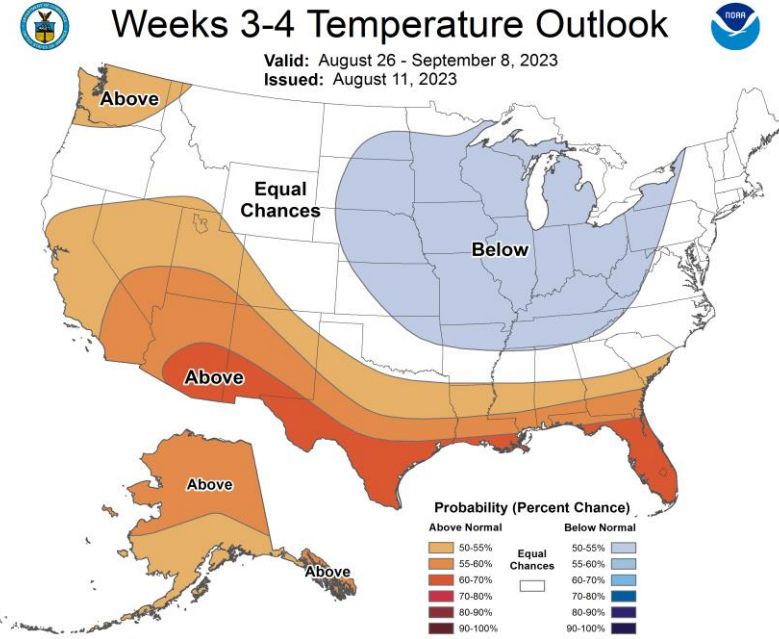 Weeks 3-4 Temperature Outlook
NOAA
Valid: August 26 - September 8, 2023
Issued: August 11, 2023
Above
Equal
Chances
Below
Above
Above
Above
Probability (Percent Chance)
Above Normal
Below Normal
50-55%
55-60%
60-70%
70-80%
80-90%
90-100%
Equal
Chances
50-55%
55-60%
60-70%
70-80%
80-90%
90-100%